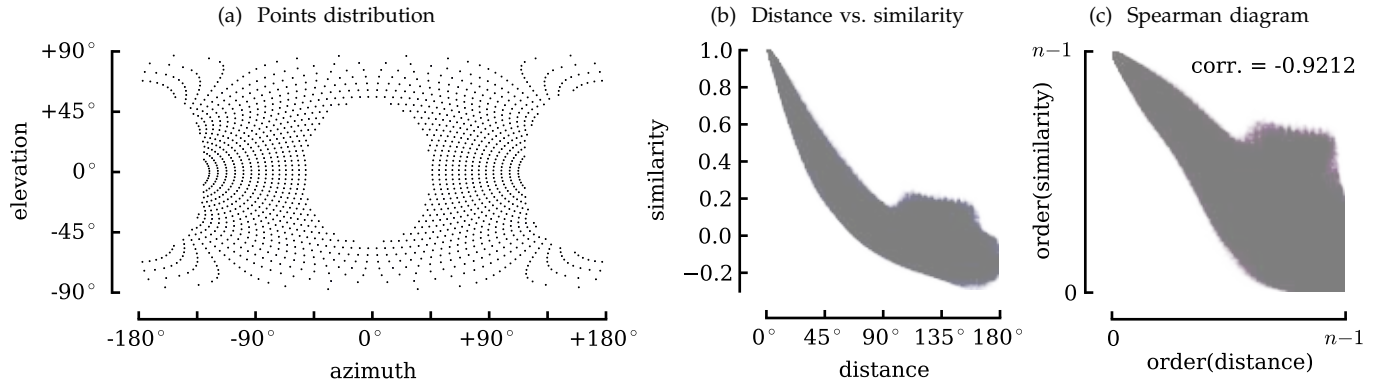 (a) Points distribution
+90°
+45°
0°
-45°
-90°
elevation
-180°
-90°
0°
+90°
+180°
azimuth
(b) Distance vs. similarity
1.0
0.8
0.6
0.4
0.2
0.0
−0.2
similarity
0°
45°
90°
135°
180°
distance
(c) Spearman diagram
n−1
corr. = -0.9212
0
order(similarity)
0
n−1
order(distance)